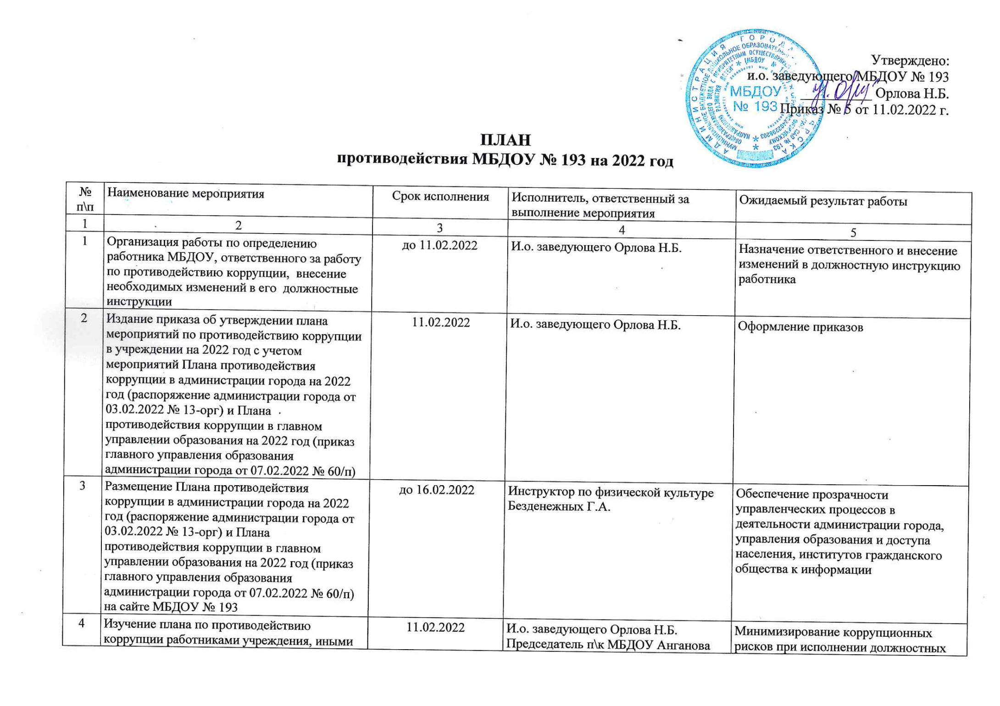 Утверждено:
и.о. заведующего МБДОУ № 193
Орлова Н.Б.
Приказ № 5 от 11.02.2022 г.
МБДОУ
№ 193
ПЛАН
противодействия МБДОУ № 193 на 2022 год
№
п\п
Наименование мероприятия
Срок исполнения
Исполнитель, ответственный за
выполнение мероприятия
Ожидаемый результат работы
1
2
3
4
5
1
Организация работы по определению
работника МБДОУ, ответственного за работу
по противодействию коррупции, внесение
необходимых изменений в его должностные
инструкции
до 11.02.2022
И.о. заведующего Орлова Н.Б.
Назначение ответственного и внесение
изменений в должностную инструкцию
работника
2
Издание приказа об утверждении плана
мероприятий по противодействию коррупции
в учреждении на 2022 год с учетом
мероприятий Плана противодействия
коррупции в администрации города на 2022
год (распоряжение администрации города от
03.02.2022 № 13-орг) и Плана
противодействия коррупции в главном
управлении образования на 2022 год (приказ
главного управления образования
администрации города от 07.02.2022 № 60/п)
11.02.2022
И.о. заведующего Орлова Н.Б.
Оформление приказов
3
Размещение Плана противодействия
коррупции в администрации города на 2022
год (распоряжение администрации города от
03.02.2022 № 13-орг) и Плана
противодействия коррупции в главном
управлении образования на 2022 год (приказ
главного управления образования
администрации города от 07.02.2022 № 60/п)
на сайте МБДОУ № 193
до 16.02.2022
Инструктор по физической культуре
Безденежных Г.А.
Обеспечение прозрачности
управленческих процессов в
деятельности администрации города,
управления образования и доступа
населения, институтов гражданского
общества к информации
4
Изучение плана по противодействию
коррупции работниками учреждения, иными
11.02.2022
И.о. заведующего Орлова Н.Б.
Председатель п\к МБДОУ Анганова
Минимизирование коррупционных
рисков при исполнении должностных